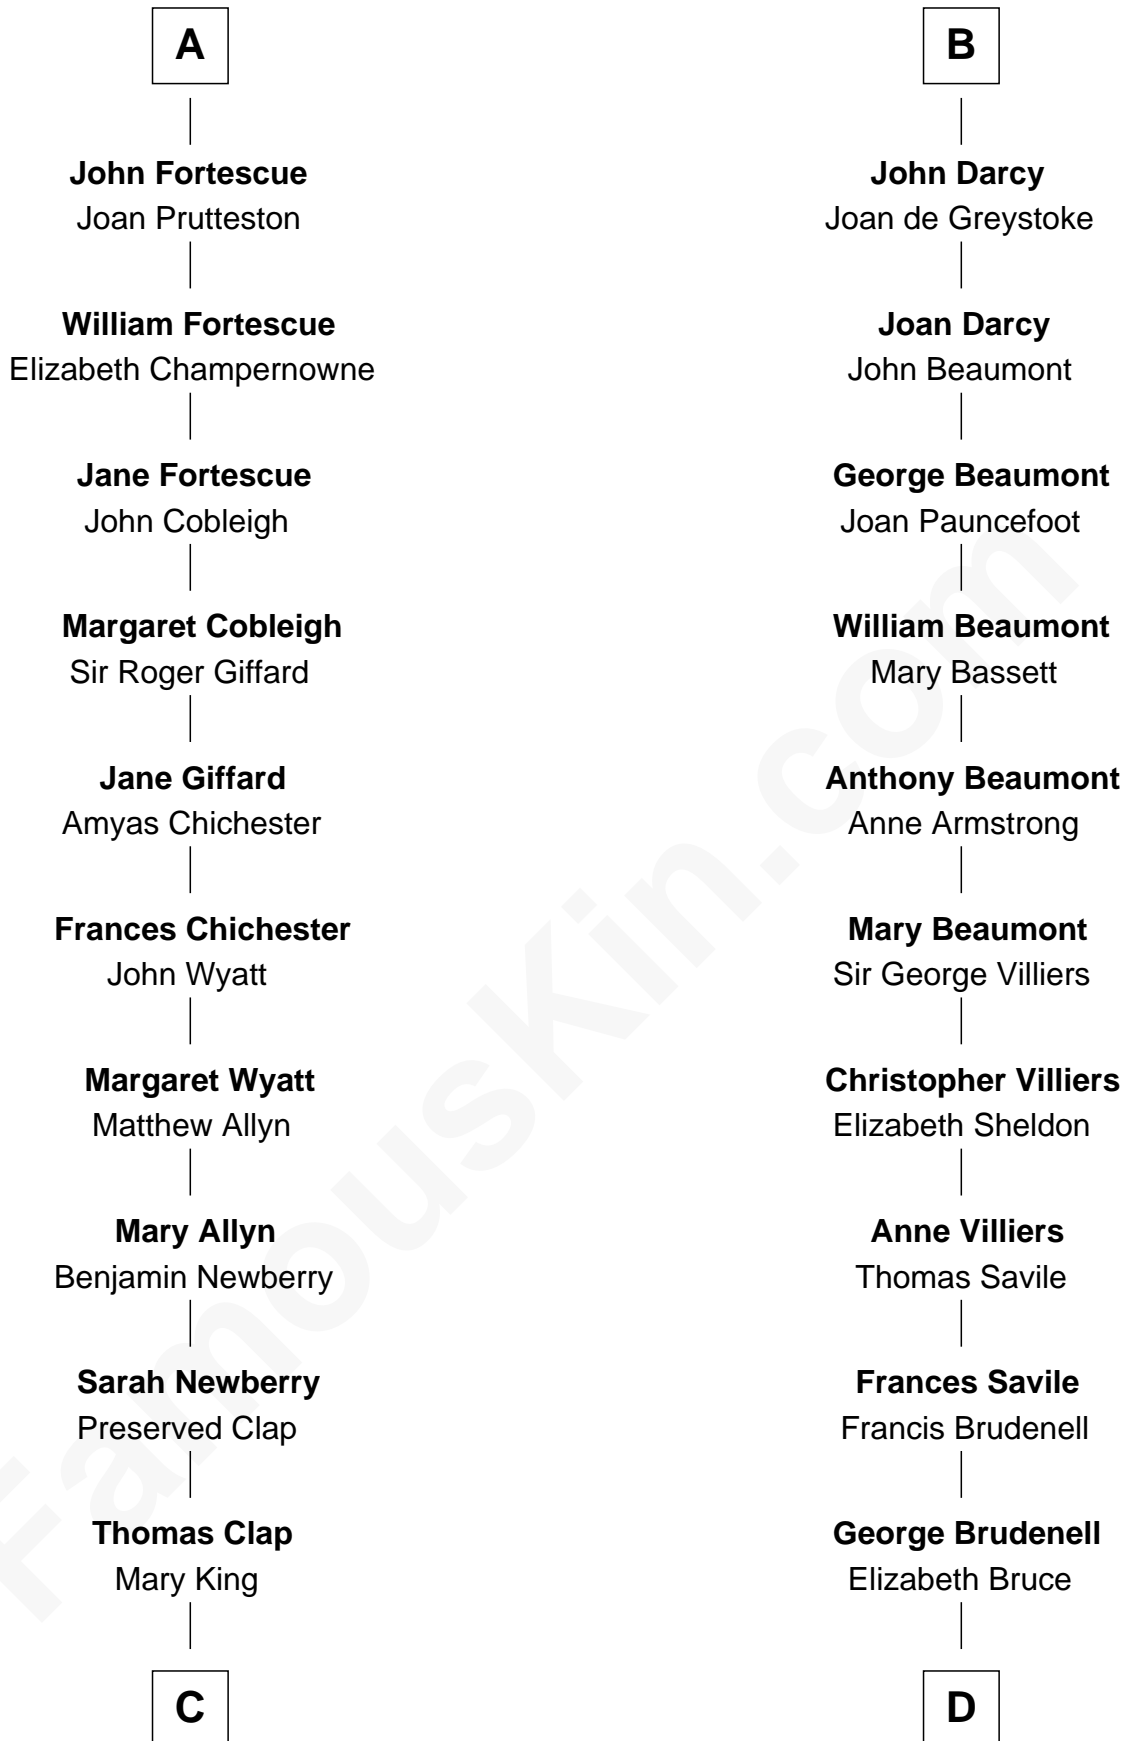 A
John Fortescue
Joan Prutteston
William Fortescue
Elizabeth Champernowne
Jane Fortescue
John Cobleigh
Margaret Cobleigh
Sir Roger Giffard
Jane Giffard
Amyas Chichester
Frances Chichester
John Wyatt
Margaret Wyatt
Matthew Allyn
Mary Allyn
Benjamin Newberry
Sarah Newberry
Preserved Clap
Thomas Clap
Mary King
C
B
John Darcy
Joan de Greystoke
Joan Darcy
John Beaumont
George Beaumont
Joan Pauncefoot
William Beaumont
Mary Bassett
Anthony Beaumont
Anne Armstrong
Mary Beaumont
Sir George Villiers
Christopher Villiers
Elizabeth Sheldon
Anne Villiers
Thomas Savile
Frances Savile
Francis Brudenell
George Brudenell
Elizabeth Bruce
D
FamousKin.com